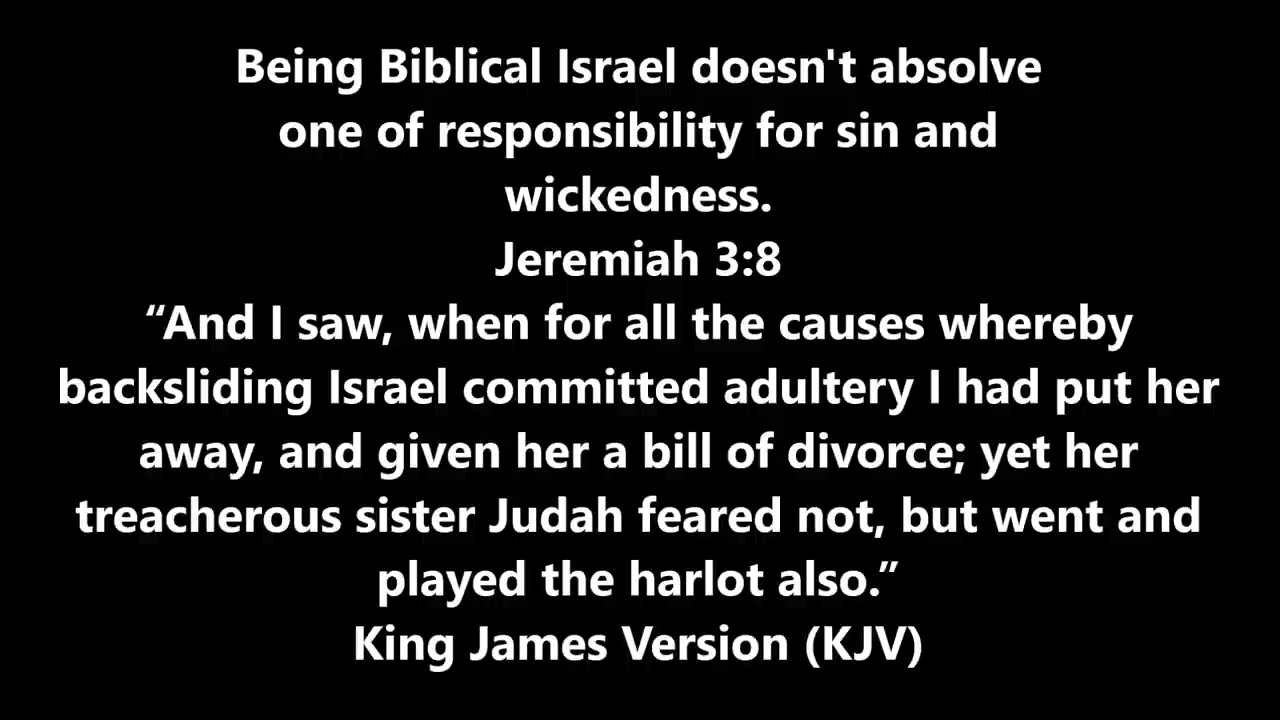 Being Biblical Israel doesn't absolve
one of responsibility for sin and
wickedness.
Jeremiah 3:8
“And I saw, when for all the causes whereby
backsliding Israel committed adultery I had put her
away, and given her a bill of divorce; yet her
treacherous sister Judah feared not, but went and
played the harlot also.”
King James Version (KJV)